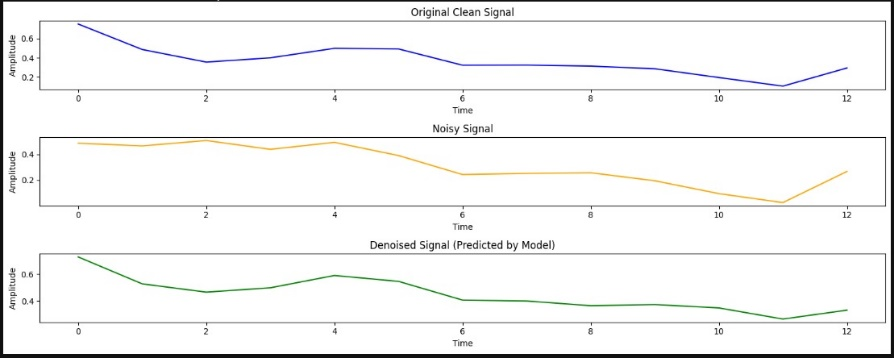 Original Clean Signal
Amplitude
0.6
0.4
0.2
0 2 4 6 8 10 12
Time
Noisy Signal
Amplitude
0.4
0.2
0 2 4 6 8 10 12
Time
Denoised Signal (Predicted by Model)
Amplitude
0.6
0.4
0 2 4 6 8 10 12
Time